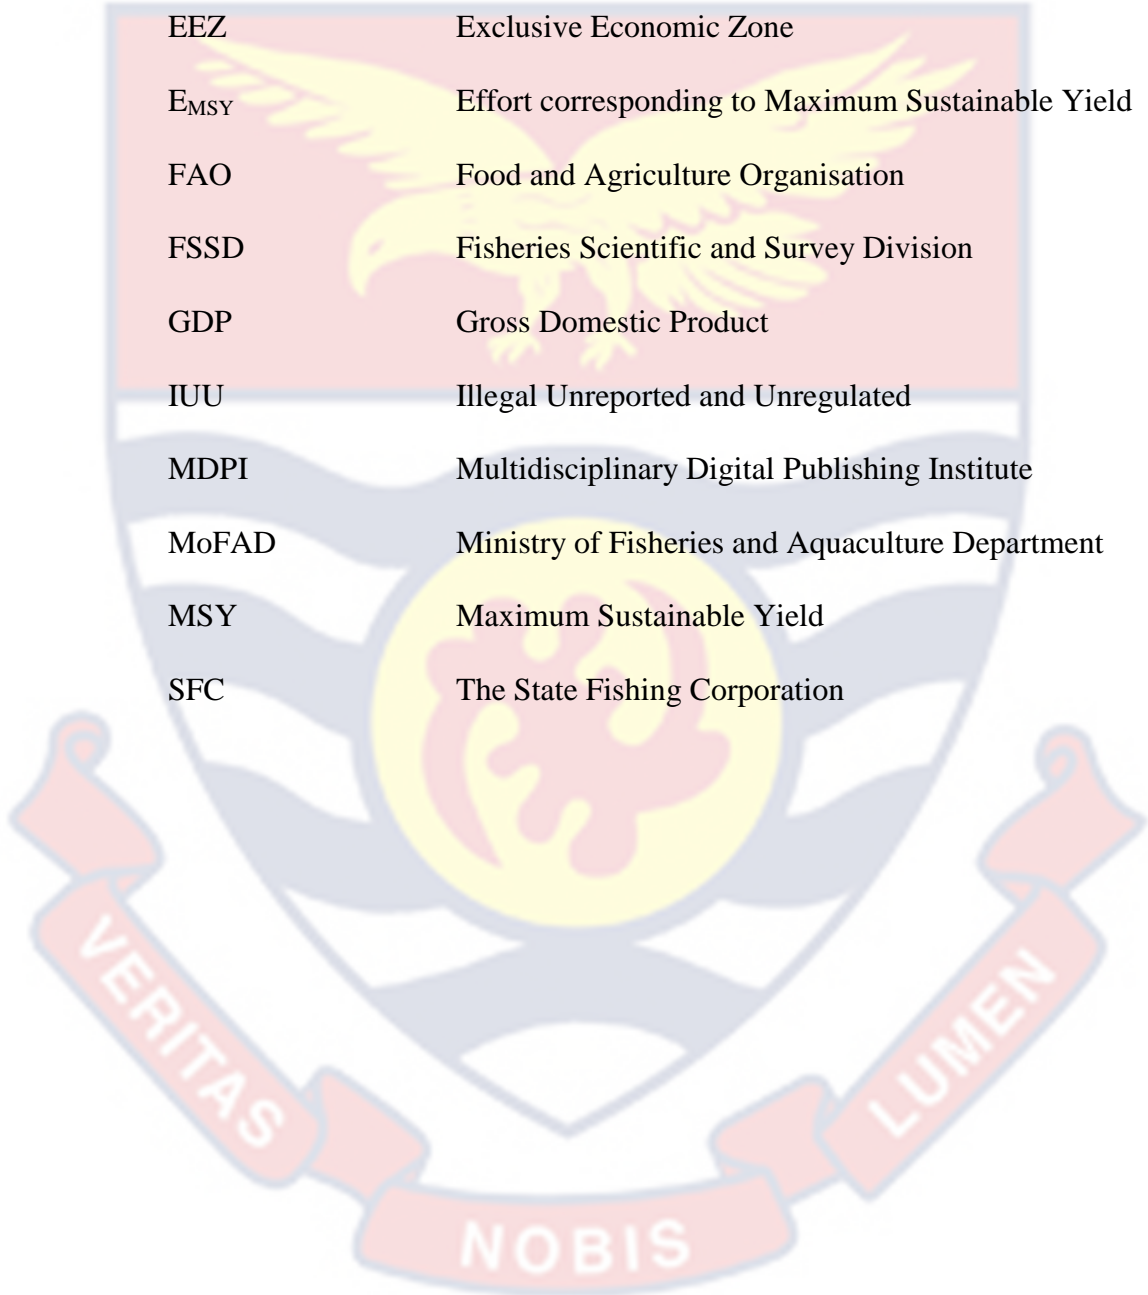 EEZ Exclusive Economic Zone
E_MSY Effort corresponding to Maximum Sustainable Yield
FAO Food and Agriculture Organisation
FSSD Fisheries Scientific and Survey Division
GDP Gross Domestic Product
IUU Illegal Unreported and Unregulated
MDPI Multidisciplinary Digital Publishing Institute
MoFAD Ministry of Fisheries and Aquaculture Department
MSY Maximum Sustainable Yield
SFC The State Fishing Corporation
VERITAS
NOBIS
LUMEN